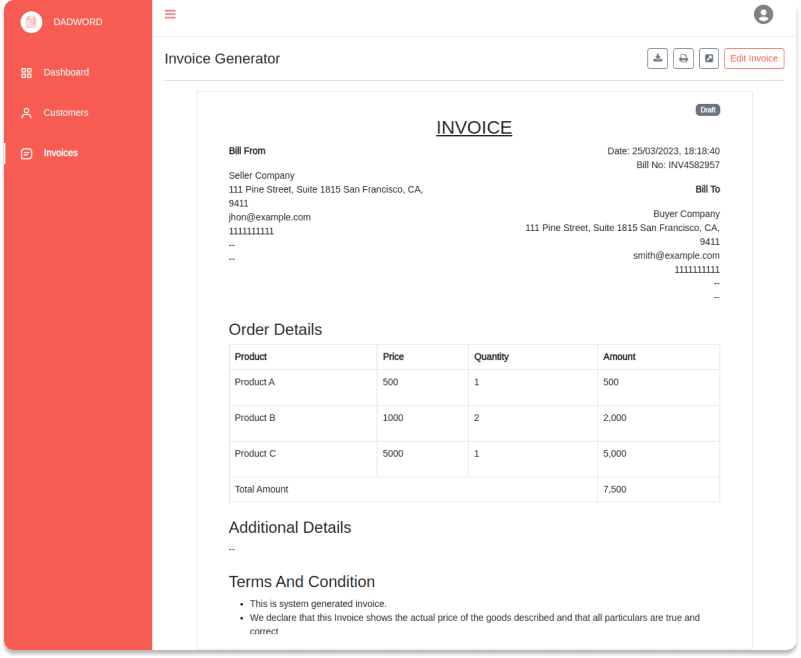 DADWORD
Dashboard
Customers
Invoices
Invoice Generator
Edit Invoice
Draft
INVOICE
Bill From
Seller Company
111 Pine Street, Suite 1815 San Francisco, CA,
9411
jhon@example.com
1111111111
--
--
Date: 25/03/2023, 18:18:40
Bill No: INV4582957
Bill To
Buyer Company
111 Pine Street, Suite 1815 San Francisco, CA,
9411
smith@example.com
1111111111
--
--
Order Details
Product Price Quantity Amount
Product A 500 1 500
Product B 1000 2 2,000
Product C 5000 1 5,000
Total Amount 7,500
Additional Details
--
Terms And Condition
• This is system generated invoice.
• We declare that this Invoice shows the actual price of the goods described and that all particulars are true and
correct